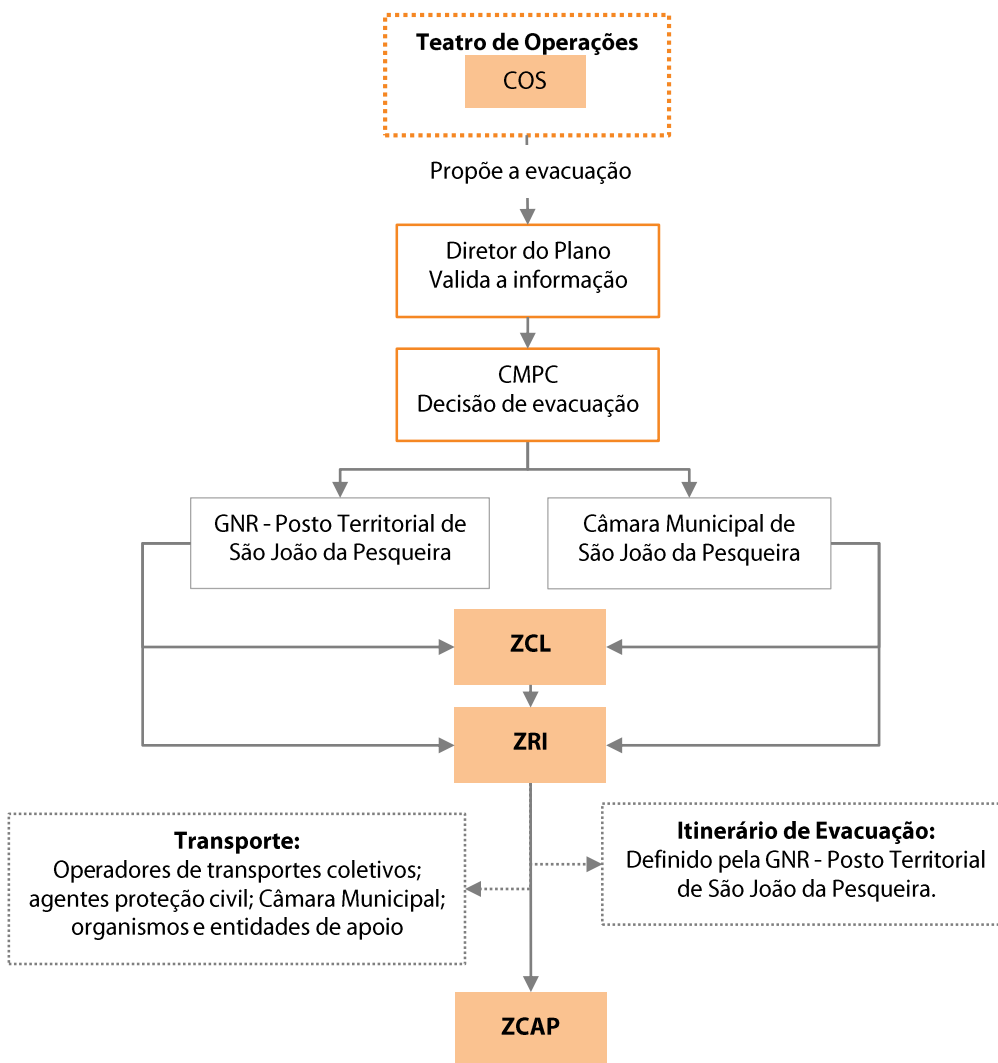 Teatro de Operações
COS
Propõe a evacuação
Diretor do Plano
Valida a informação
CMPC
Decisão de evacuação
GNR - Posto Territorial de
São João da Pesqueira
Câmara Municipal de
São João da Pesqueira
ZCL
ZRI
Transporte:
Operadores de transportes coletivos;
agentes proteção civil; Câmara Municipal;
organismos e entidades de apoio
Itinerário de Evacuação:
Definido pela GNR - Posto Territorial
de São João da Pesqueira.
ZCAP